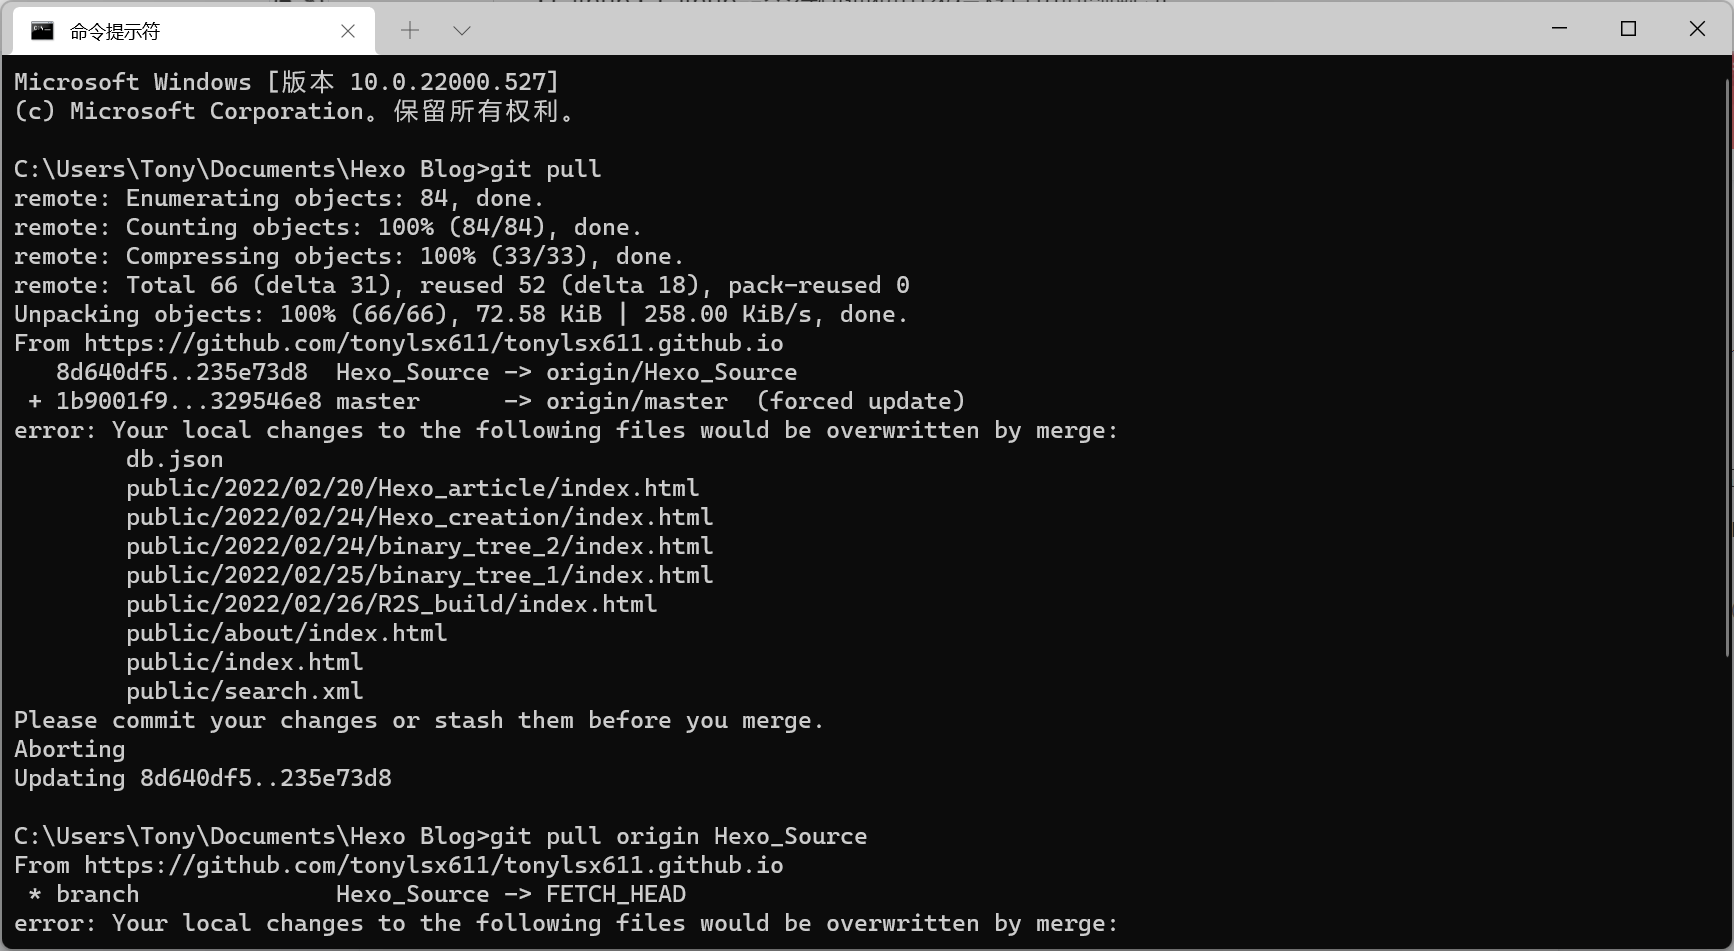 命令提示符
Microsoft Windows [版本 10.0.22000.527]
(c) Microsoft Corporation。保留所有权利。
C:\Users\Tony\Documents\Hexo Blog>git pull
remote: Enumerating objects: 84, done.
remote: Counting objects: 100% (84/84), done.
remote: Compressing objects: 100% (33/33), done.
remote: Total 66 (delta 31), reused 52 (delta 18), pack-reused 0
Unpacking objects: 100% (66/66), 72.58 KiB | 258.00 KiB/s, done.
From https://github.com/tonylsx611/tonylsx611.github.io
   8d640df5..235e73d8  Hexo_Source -> origin/Hexo_Source
 + 1b9001f9...329546e8 master      -> origin/master  (forced update)
error: Your local changes to the following files would be overwritten by merge:
        db.json
        public/2022/02/20/Hexo_article/index.html
        public/2022/02/24/Hexo_creation/index.html
        public/2022/02/24/binary_tree_2/index.html
        public/2022/02/25/binary_tree_1/index.html
        public/2022/02/26/R2S_build/index.html
        public/about/index.html
        public/index.html
        public/search.xml
Please commit your changes or stash them before you merge.
Aborting
Updating 8d640df5..235e73d8
C:\Users\Tony\Documents\Hexo Blog>git pull origin Hexo_Source
From https://github.com/tonylsx611/tonylsx611.github.io
 * branch              Hexo_Source -> FETCH_HEAD
error: Your local changes to the following files would be overwritten by merge: